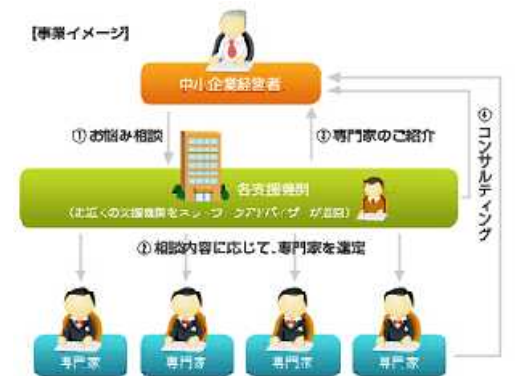 【事業イメージ】
中小企業経営者
①お悩み相談
③専門家のご紹介
④コンサルティング
各支援機関
②相談内容に応じて、専門家を選定
専門家
専門家
専門家
専門家